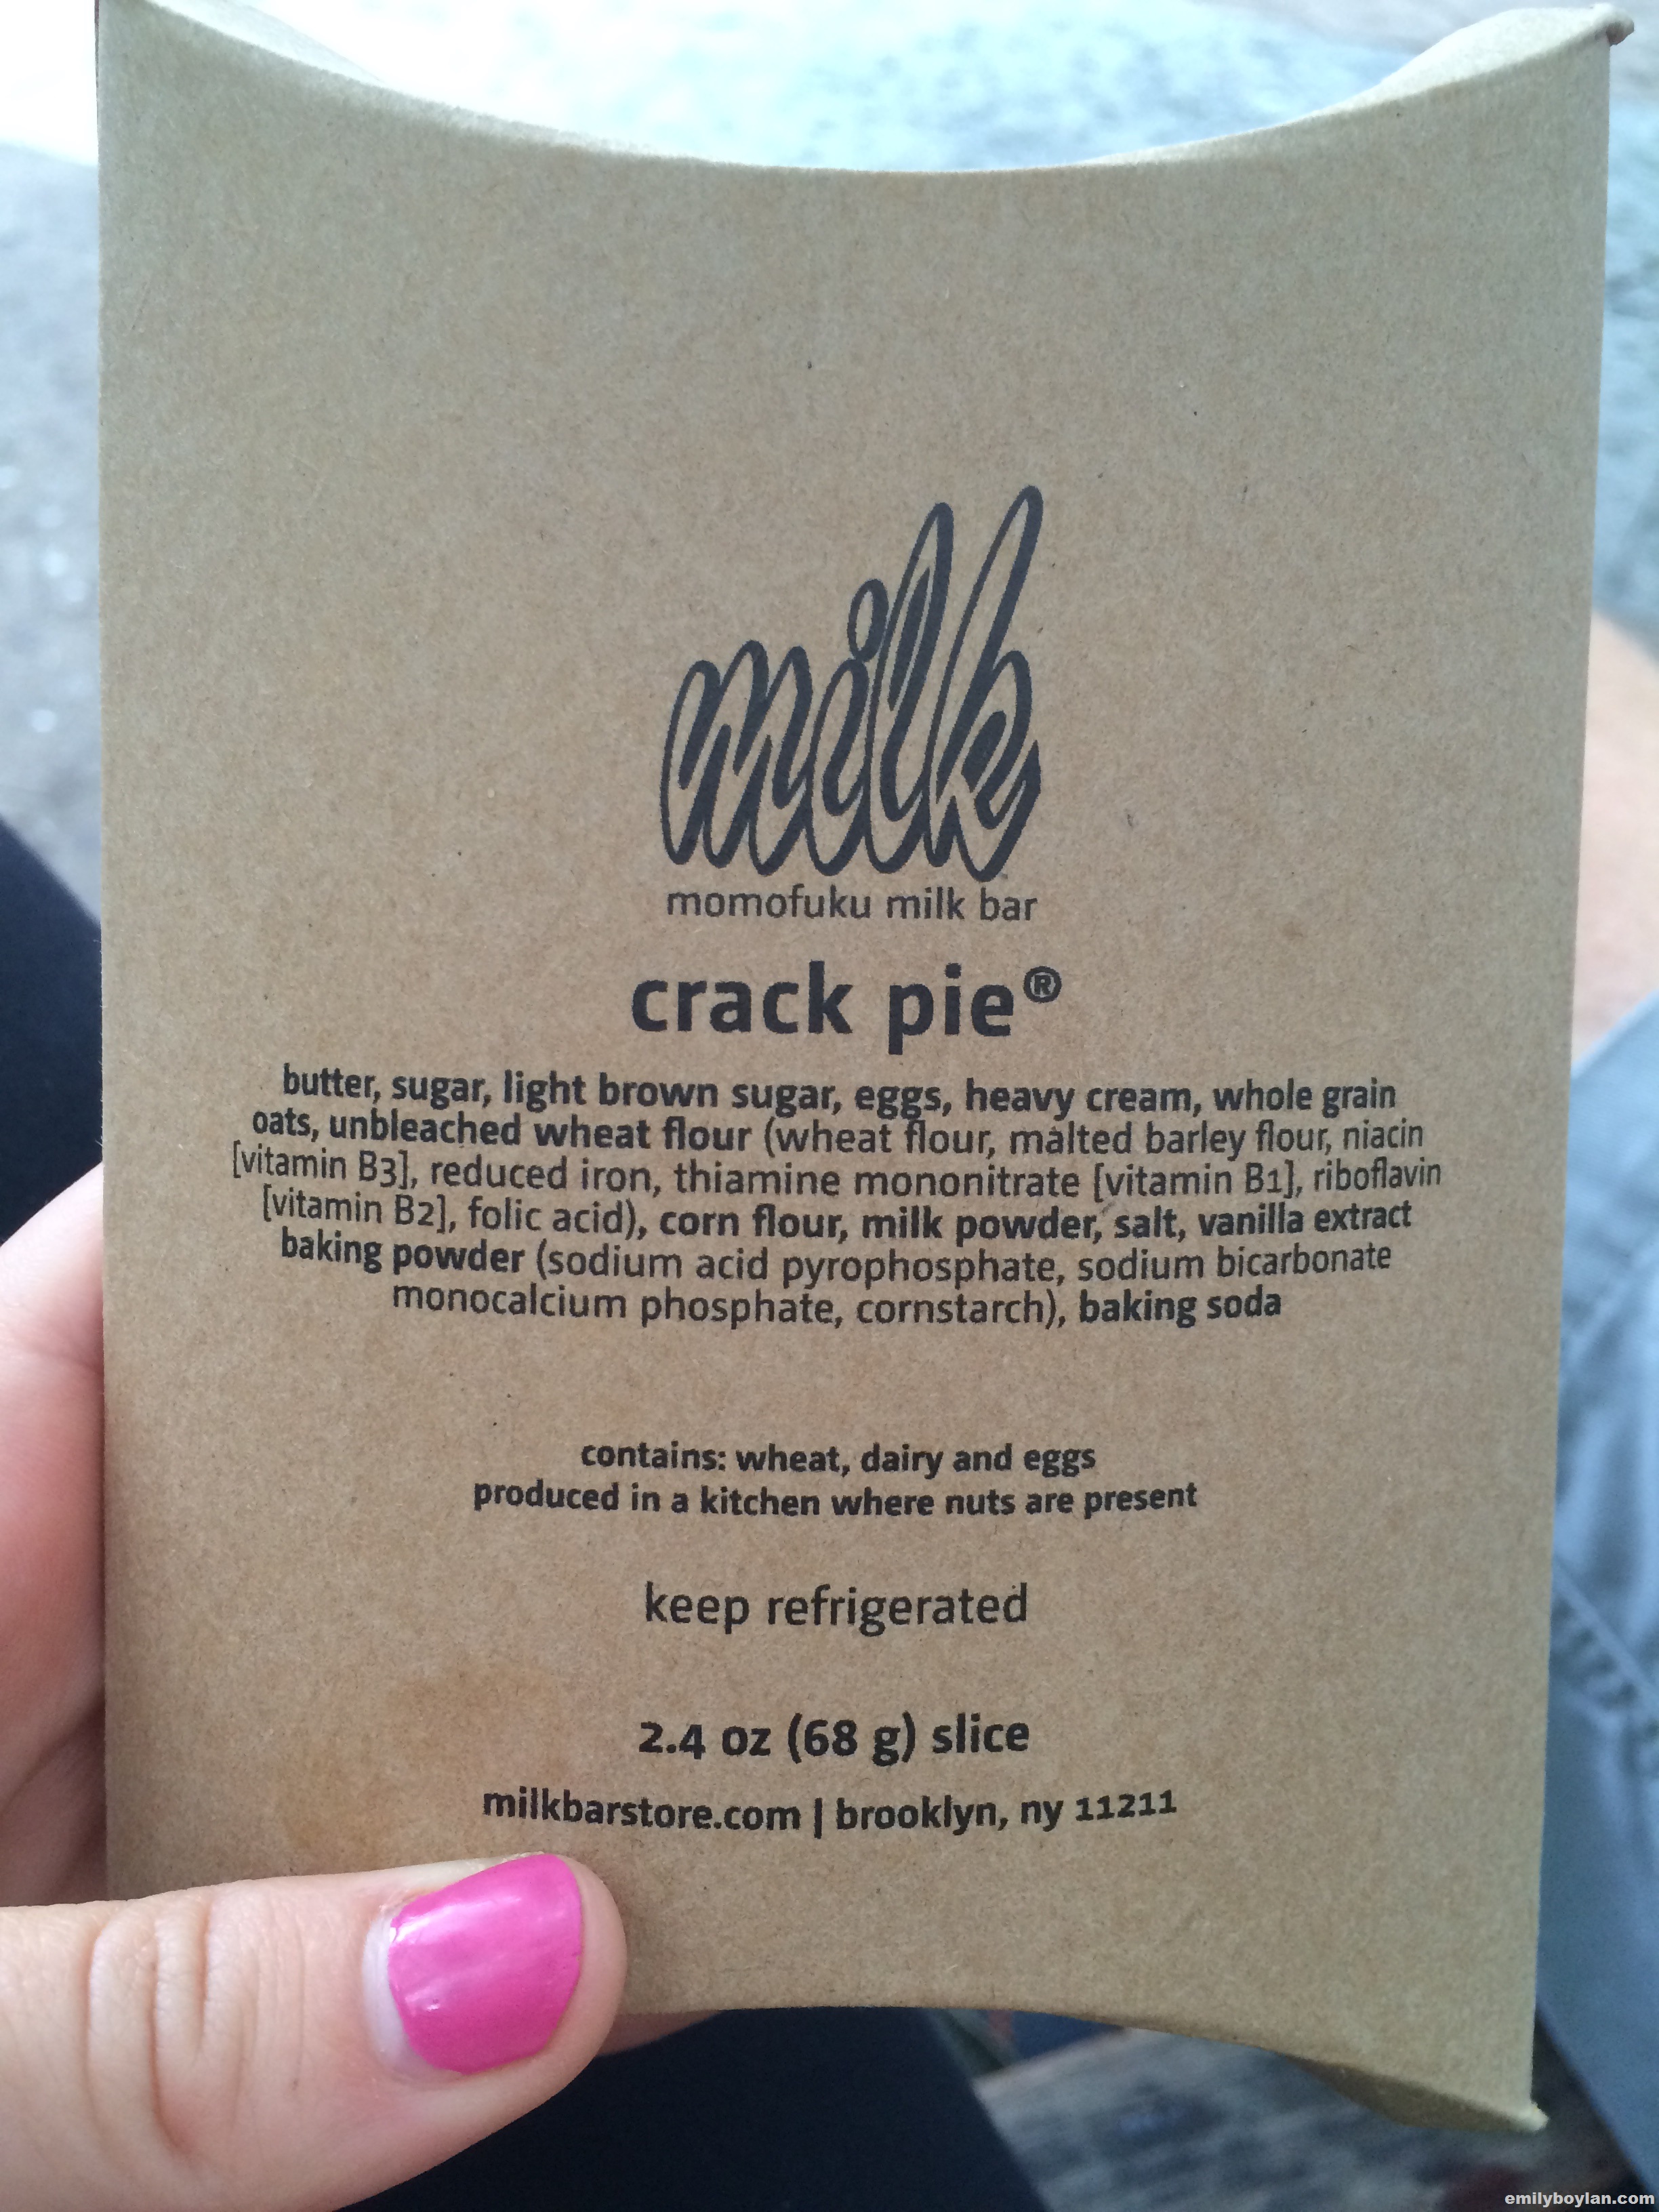 milk
momofuku milk bar
crack pie®
butter, sugar, light brown sugar, eggs, heavy cream, whole grain
oats, unbleached wheat flour (wheat flour, malted barley flour, niacin
[vitamin B3], reduced iron, thiamine mononitrate [vitamin B1], riboflavin
[vitamin B2], folic acid), corn flour, milk powder, salt, vanilla extract
baking powder (sodium acid pyrophosphate, sodium bicarbonate
monocalcium phosphate, cornstarch), baking soda
contains: wheat, dairy and eggs
produced in a kitchen where nuts are present
keep refrigerated
2.4 oz (68 g) slice
milkbarstore.com | brooklyn, ny 11211
emilyboylan.com